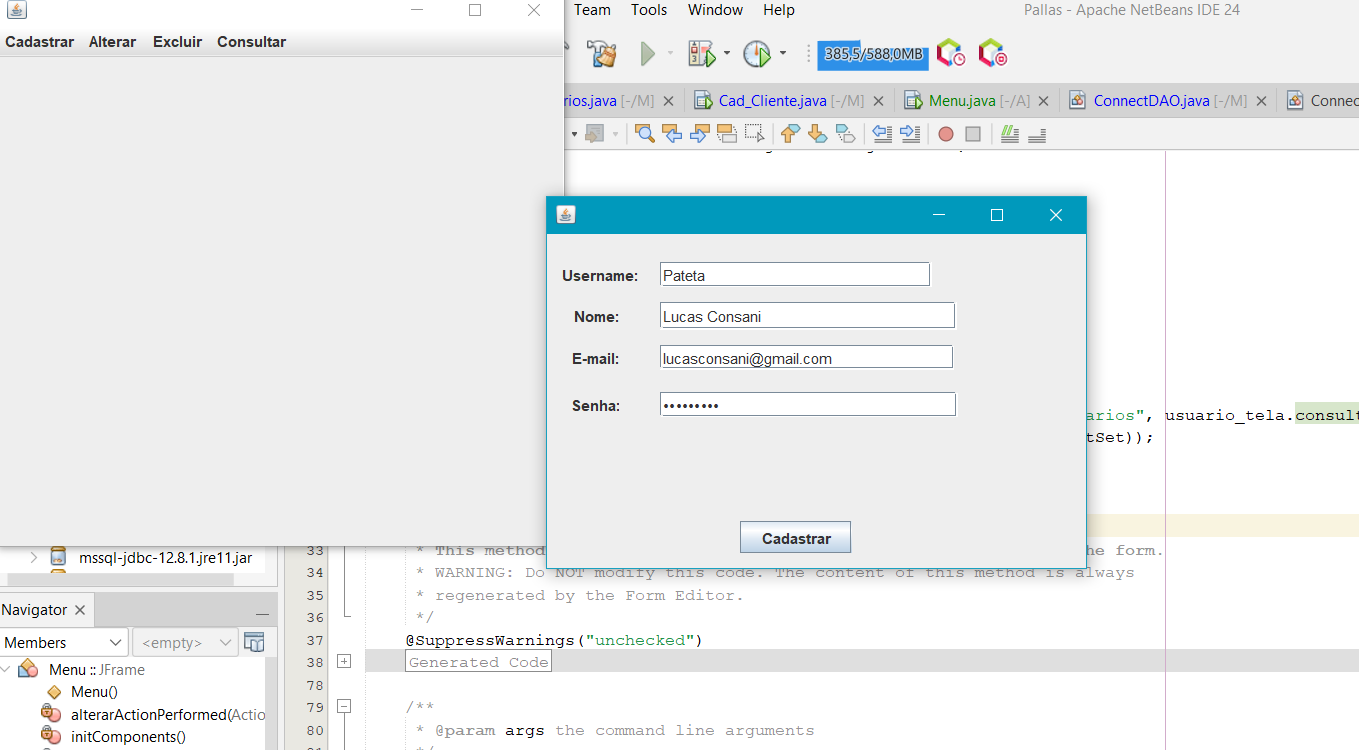 Team Tools Window Help Pallas - Apache NetBeans IDE 24
Cadastrar Alterar Excluir Consultar
385,5/588,0MB
rios.java [-/M] Cad_Cliente.java [-/M] Menu.java [-/A] ConnectDAO.java [-/M] Connec
Username: Pateta
Nome: Lucas Consani
E-mail: lucasconsani@gmail.com
Senha: •••••••••
Cadastrar
arios", usuario_tela.consult
tSet));
mssql-jdbc-12.8.1.jre11.jar
33 * This method he form.
34 * WARNING: Do NOT modify this code. The content of this method is always
35 * regenerated by the Form Editor.
36 */
37 @SuppressWarnings("unchecked")
38 Generated Code
78
79 /**
80 * @param args the command line arguments
Navigator
Members <empty>
Menu :: JFrame
Menu()
alterarActionPerformed(Actio
initComponents()